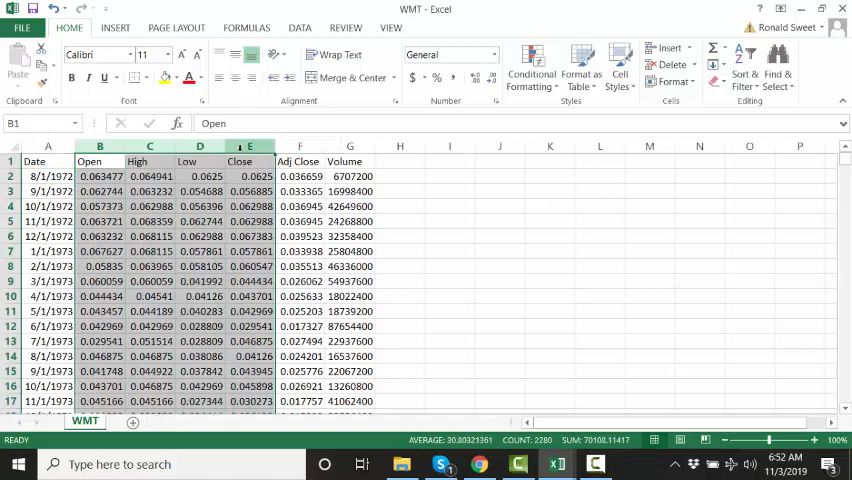 WMT - Excel
FILE HOME INSERT PAGE LAYOUT FORMULAS DATA REVIEW VIEW Ronald Sweet
Paste
Calibri 11
Wrap Text
General
Conditional Formatting
Format as Table
Cell Styles
Insert
Delete
Format
Sort & Filter
Find & Select
B I U
Merge & Center
$ % ,
Clipboard Font Alignment Number Styles Cells Editing
B1 fx Open
A B C D E F G H I J K L M N O P
1 Date Open High Low Close Adj Close Volume
2 8/1/1972 0.063477 0.064941 0.0625 0.0625 0.036659 6707200
3 9/1/1972 0.062744 0.063232 0.054688 0.056885 0.033365 16998400
4 10/1/1972 0.057373 0.062988 0.056396 0.062988 0.036945 42649600
5 11/1/1972 0.063721 0.068359 0.062744 0.062988 0.036945 24268800
6 12/1/1972 0.063232 0.068115 0.062988 0.067383 0.039523 32358400
7 1/1/1973 0.067627 0.068115 0.057861 0.057861 0.033938 25804800
8 2/1/1973 0.05835 0.063965 0.058105 0.060547 0.035513 46336000
9 3/1/1973 0.060059 0.060059 0.041992 0.044434 0.026062 54937600
10 4/1/1973 0.044434 0.04541 0.04126 0.043701 0.025633 18022400
11 5/1/1973 0.043457 0.044189 0.040283 0.042969 0.025203 18739200
12 6/1/1973 0.042969 0.042969 0.028809 0.029541 0.017327 87654400
13 7/1/1973 0.029541 0.051514 0.028809 0.046875 0.027494 22937600
14 8/1/1973 0.046875 0.046875 0.038086 0.04126 0.024201 16537600
15 9/1/1973 0.041748 0.044922 0.037842 0.043945 0.025776 22067200
16 10/1/1973 0.043701 0.046875 0.042969 0.045898 0.026921 13260800
17 11/1/1973 0.045166 0.045166 0.027344 0.030273 0.017757 41062400
WMT
READY AVERAGE: 30.80321361 COUNT: 2280 SUM: 70108.11417 100%
Type here to search
6:52 AM
11/3/2019